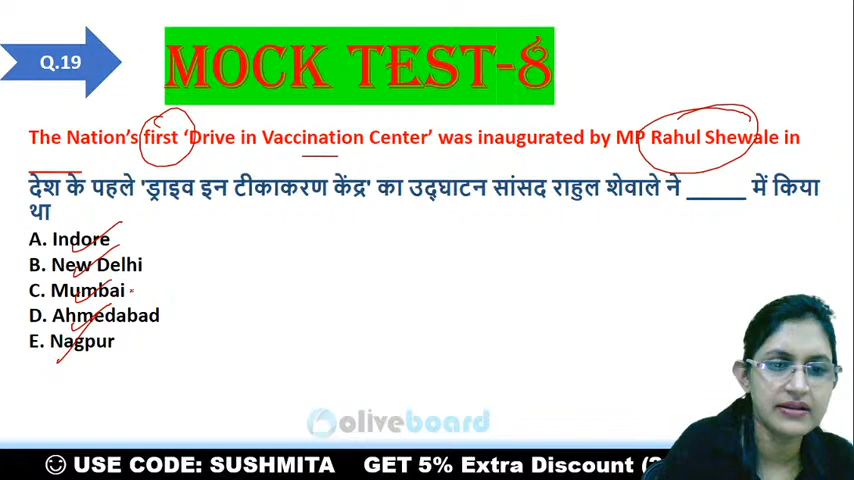 Q.19
MOCK TEST-8
The Nation's first 'Drive in Vaccination Center' was inaugurated by MP Rahul Shewale in
_____
देश के पहले 'ड्राइव इन टीकाकरण केंद्र' का उद्घाटन सांसद राहुल शेवाले ने _____ में किया
था
A. Indore
B. New Delhi
C. Mumbai
D. Ahmedabad
E. Nagpur
oliveboard
USE CODE: SUSHMITA GET 5% Extra Discount